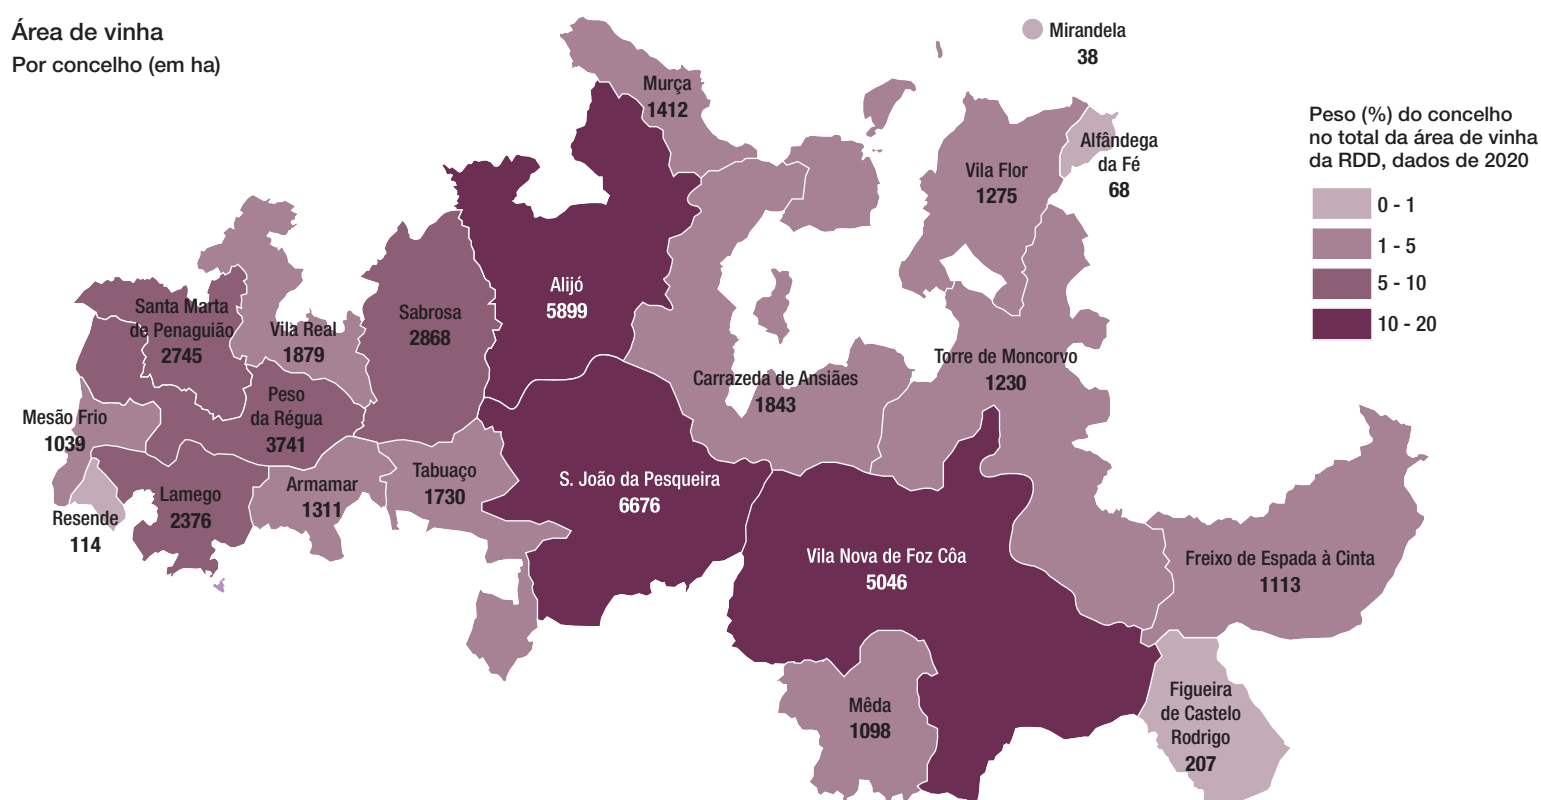 Área de vinha
Por concelho (em ha)
Mirandela
38
Murça
1412
Peso (%) do concelho
no total da área de vinha
da RDD, dados de 2020
0 - 1
1 - 5
5 - 10
10 - 20
Alfândega
da Fé
68
Vila Flor
1275
Alijó
5899
Santa Marta
de Penaguião
2745
Vila Real
1879
Sabrosa
2868
Carrazeda de Ansiães
1843
Torre de Moncorvo
1230
Mesão Frio
1039
Peso
da Régua
3741
Resende
114
Lamego
2376
Armamar
1311
Tabuaço
1730
S. João da Pesqueira
6676
Vila Nova de Foz Côa
5046
Freixo de Espada à Cinta
1113
Mêda
1098
Figueira
de Castelo
Rodrigo
207